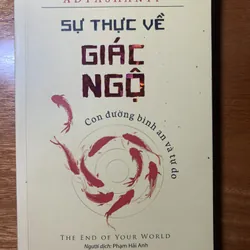 ADYASHANTI
SỰ THỰC VỀ
GIÁC
NGỘ
Con đường bình an và tự do
THE END OF YOUR WORLD
Người dịch: Phạm Hải Anh